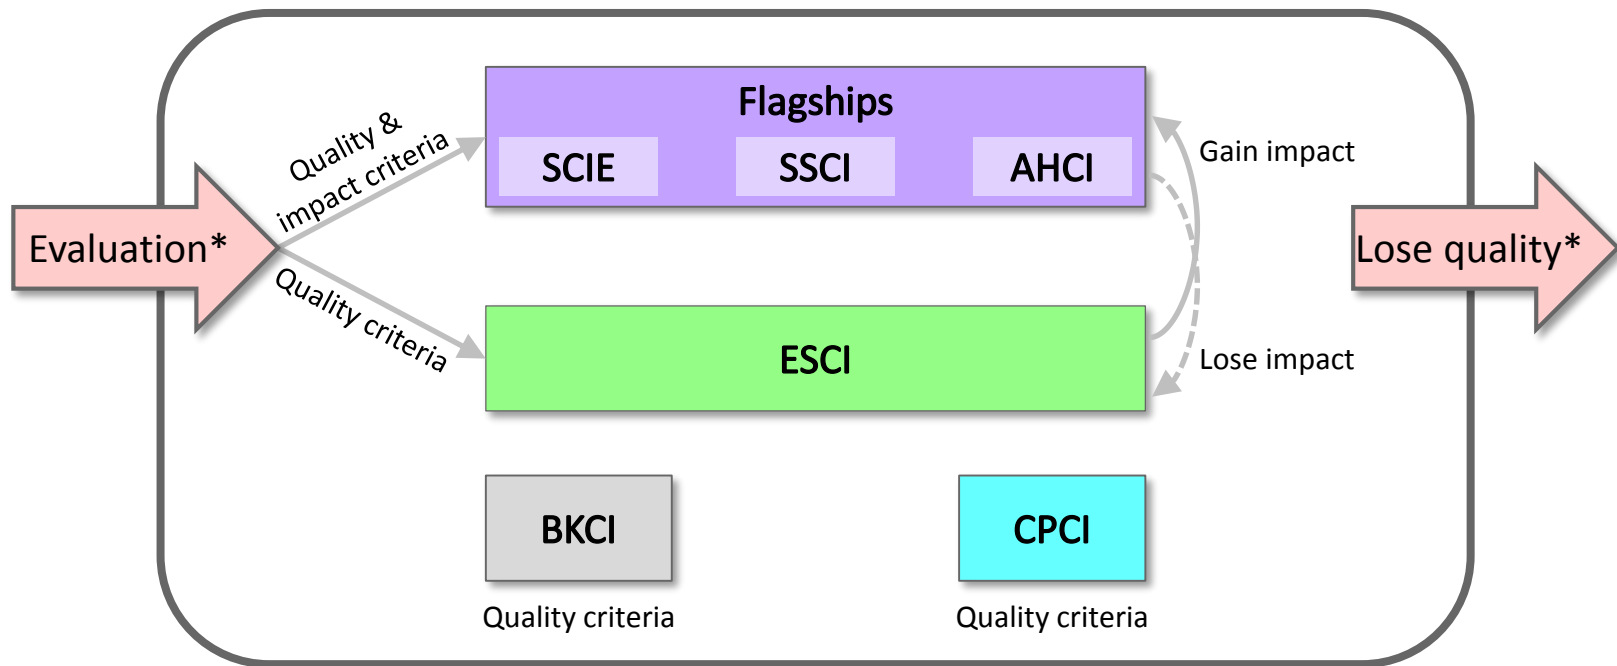 Flagships
Quality &
impact criteria
SCIE
SSCI
AHCI
Gain impact
Evaluation*
Lose quality*
Quality criteria
ESCI
Lose impact
BKCI
CPCI
Quality criteria
Quality criteria